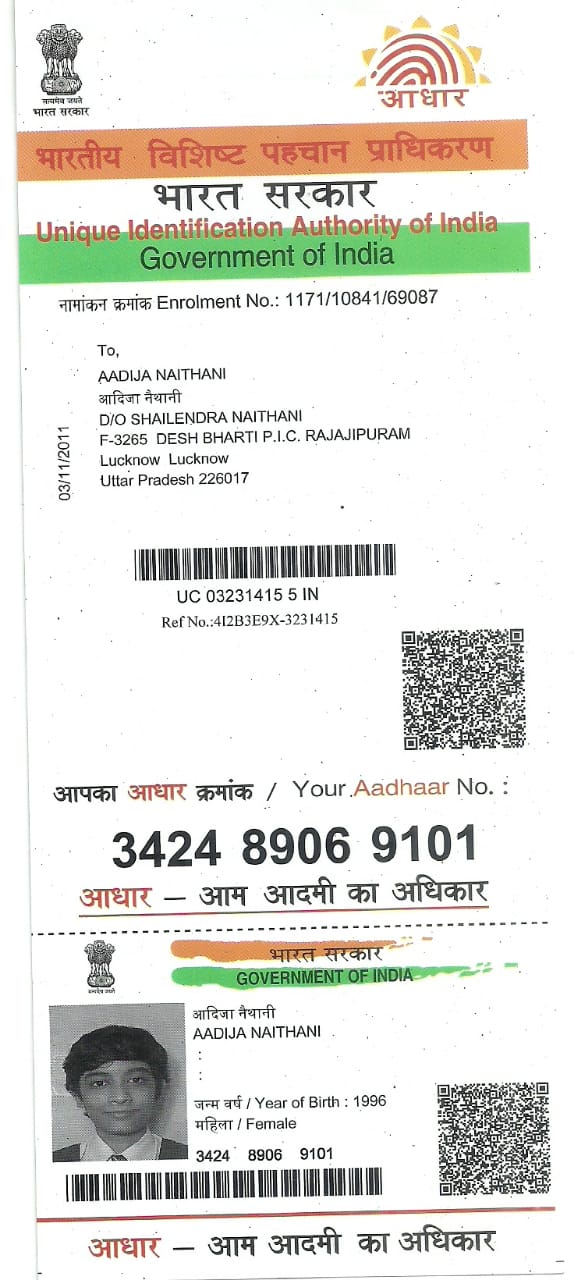 सत्यमेव जयते
भारत सरकार
आधार
भारतीय विशिष्ट पहचान प्राधिकरण
भारत सरकार
Unique Identification Authority of India
Government of India
नामांकन क्रमांक Enrolment No.: 1171/10841/69087
To,
AADIJA NAITHANI
आदिजा नैथानी
D/O SHAILENDRA NAITHANI
F-3265 DESH BHARTI P.I.C. RAJAJIPURAM
Lucknow Lucknow
Uttar Pradesh 226017
03/11/2011
UC 03231415 5 IN
Ref No.:4I2B3E9X-3231415
आपका आधार क्रमांक / Your Aadhaar No. :
3424 8906 9101
आधार – आम आदमी का अधिकार
सत्यमेव जयते
भारत सरकार
GOVERNMENT OF INDIA
आदिजा नैथानी
AADIJA NAITHANI
:
:
जन्म वर्ष / Year of Birth : 1996
महिला / Female
3424 8906 9101
आधार – आम आदमी का अधिकार